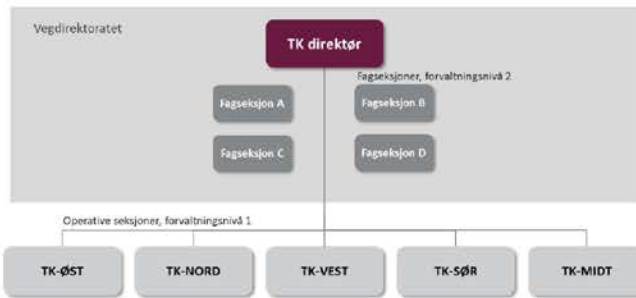 Vegdirektoratet
TK direktør
Fagseksjoner, forvaltningsnivå 2
Fagseksjon A
Fagseksjon B
Fagseksjon C
Fagseksjon D
Operative seksjoner, forvaltningsnivå 1
TK-ØST
TK-NORD
TK-VEST
TK-SØR
TK-MIDT